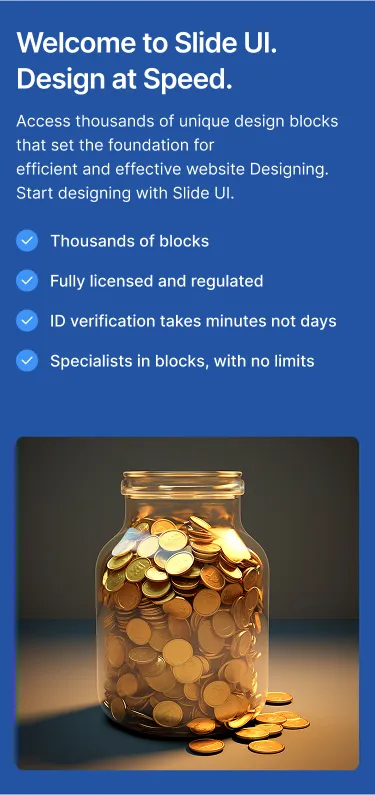 Welcome to Slide UI.
Design at Speed.
Access thousands of unique design blocks
that set the foundation for
efficient and effective website Designing.
Start designing with Slide UI.
Thousands of blocks
Fully licensed and regulated
ID verification takes minutes not days
Specialists in blocks, with no limits